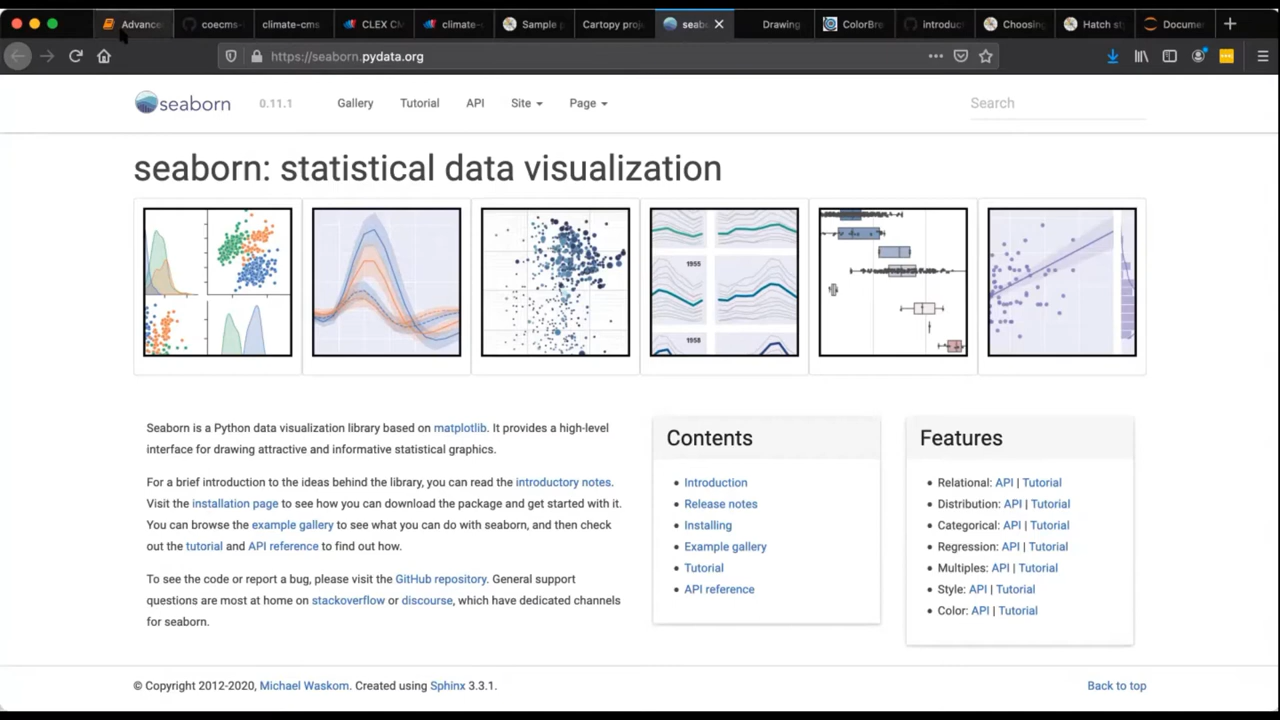 Advance
coecms-
climate-cms
CLEX CM
climate-
Sample p
Cartopy proj
seab
Drawing
ColorBre
introduc
Choosing
Hatch st
Docume
https://seaborn.pydata.org
seaborn
0.11.1
Gallery
Tutorial
API
Site
Page
Search
seaborn: statistical data visualization
1955
1958
Seaborn is a Python data visualization library based on matplotlib. It provides a high-level
interface for drawing attractive and informative statistical graphics.
For a brief introduction to the ideas behind the library, you can read the introductory notes.
Visit the installation page to see how you can download the package and get started with it.
You can browse the example gallery to see what you can do with seaborn, and then check
out the tutorial and API reference to find out how.
To see the code or report a bug, please visit the GitHub repository. General support
questions are most at home on stackoverflow or discourse, which have dedicated channels
for seaborn.
Contents
Introduction
Release notes
Installing
Example gallery
Tutorial
API reference
Features
Relational: API | Tutorial
Distribution: API | Tutorial
Categorical: API | Tutorial
Regression: API | Tutorial
Multiples: API | Tutorial
Style: API | Tutorial
Color: API | Tutorial
© Copyright 2012-2020, Michael Waskom. Created using Sphinx 3.3.1.
Back to top